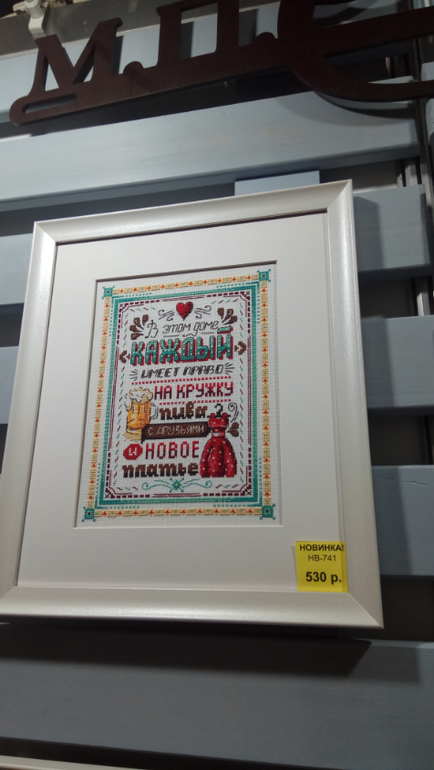 М.П.
В этом доме
КАЖДЫЙ
ИМЕЕТ ПРАВО
НА КРУЖКУ
пива
С ДРУЗЬЯМИ
И НОВОЕ
платье
НОВИНКА!
НВ-741
530 р.